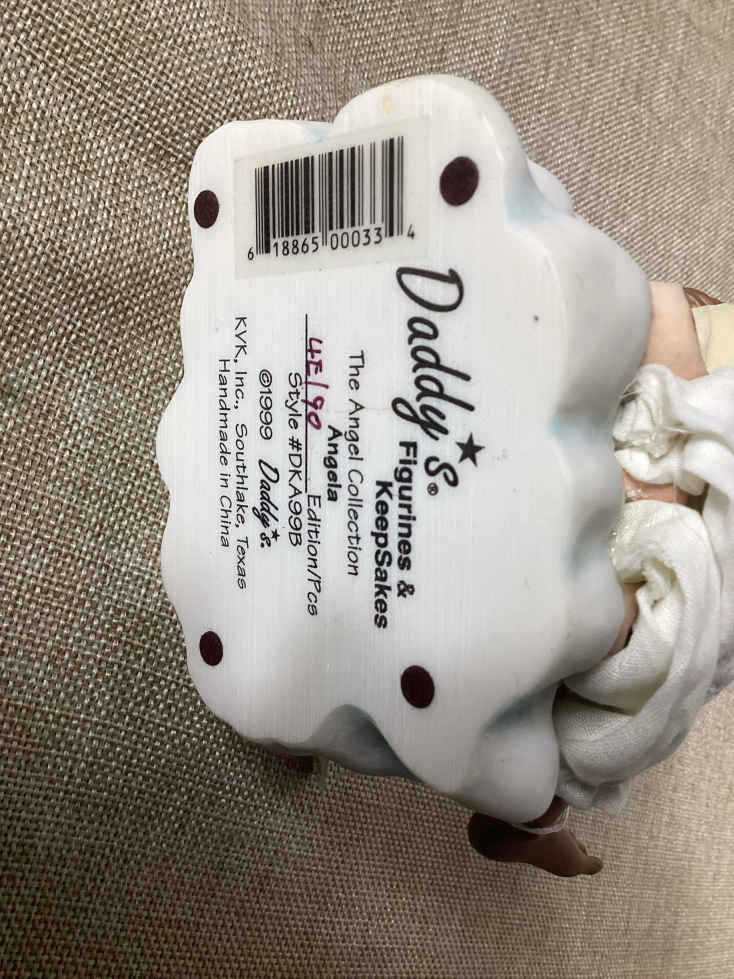 Daddy's® Figurines & KeepSakes
The Angel Collection
Angela
4E/90 Edition/Pcs
Style #DKA99B
©1999 Daddy's®
KVK, Inc., Southlake, Texas
Handmade in China
6 18865 00033 4